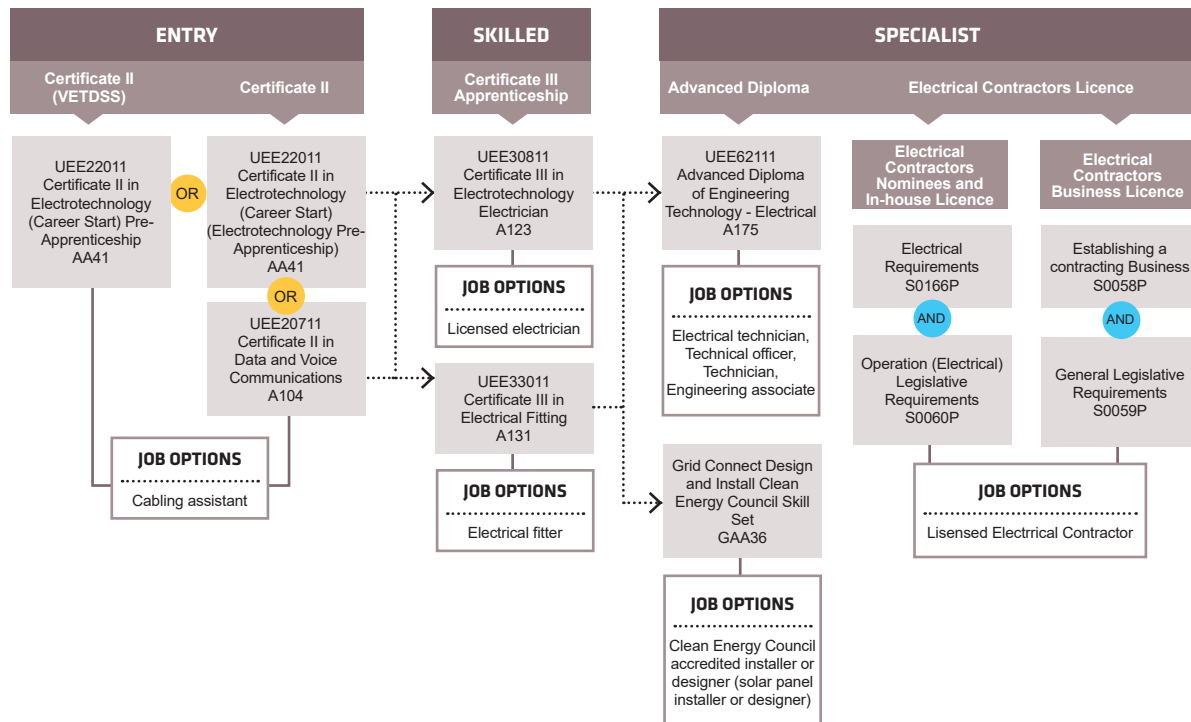 ENTRY
Certificate II
(VETDSS)
Certificate II
UEE22011
Certificate II in
Electrotechnology
(Career Start) Pre-
Apprenticeship
AA41
OR
UEE22011
Certificate II in
Electrotechnology
(Career Start)
(Electrotechnology Pre-
Apprenticeship)
AA41
OR
UEE20711
Certificate II in
Data and Voice
Communications
A104
JOB OPTIONS
Cabling assistant
SKILLED
Certificate III
Apprenticeship
UEE30811
Certificate III in
Electrotechnology
Electrician
A123
JOB OPTIONS
Licensed electrician
UEE33011
Certificate III in
Electrical Fitting
A131
JOB OPTIONS
Electrical fitter
SPECIALIST
Advanced Diploma
Electrical Contractors Licence
UEE62111
Advanced Diploma
of Engineering
Technology - Electrical
A175
JOB OPTIONS
Electrical technician,
Technical officer,
Technician,
Engineering associate
Grid Connect Design
and Install Clean
Energy Council Skill
Set
GAA36
JOB OPTIONS
Clean Energy Council
accredited installer or
designer (solar panel
installer or designer)
Electrical
Contractors
Nominees and
In-house Licence
Electrical
Requirements
S0166P
AND
Operation (Electrical)
Legislative
Requirements
S0060P
Electrical
Contractors
Business Licence
Establishing a
contracting Business
S0058P
AND
General Legislative
Requirements
S0059P
JOB OPTIONS
Lisensed Electrrical Contractor